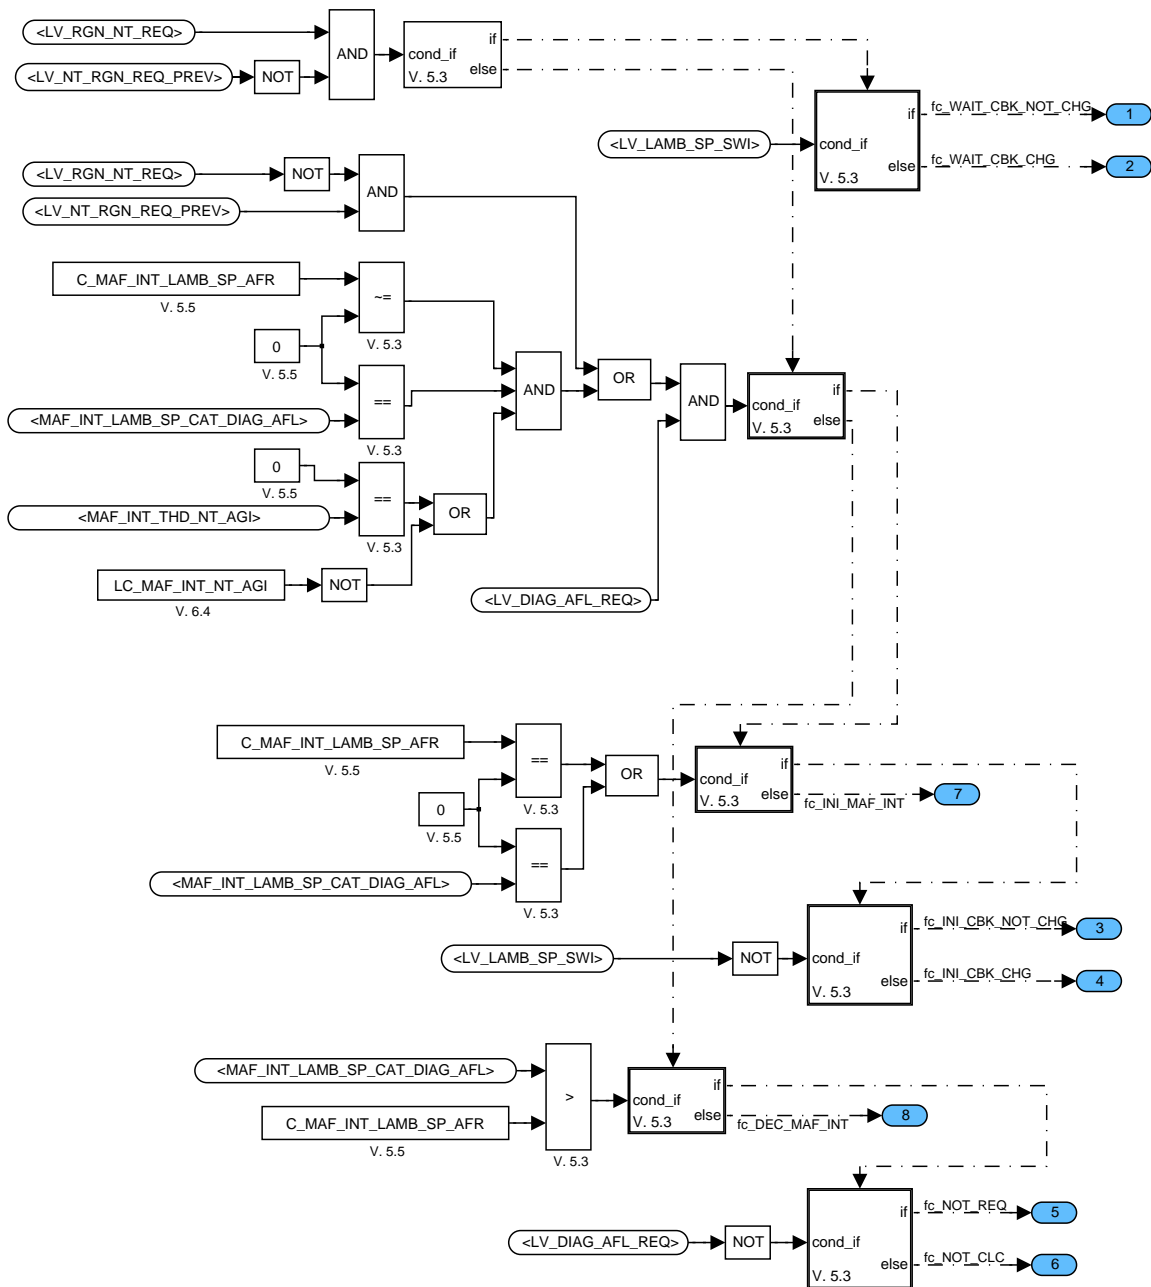 <LV_RGN_NT_REQ>
<LV_NT_RGN_REQ_PREV>
NOT
AND
cond_if
if
else
V. 5.3
<LV_LAMB_SP_SWI>
cond_if
if
else
V. 5.3
fc_WAIT_CBK_NOT_CHG
1
fc_WAIT_CBK_CHG
2
<LV_RGN_NT_REQ>
NOT
<LV_NT_RGN_REQ_PREV>
AND
C_MAF_INT_LAMB_SP_AFR
V. 5.5
~=
V. 5.3
0
V. 5.5
<MAF_INT_LAMB_SP_CAT_DIAG_AFL>
==
V. 5.3
0
V. 5.5
<MAF_INT_THD_NT_AGI>
==
V. 5.3
LC_MAF_INT_NT_AGI
V. 6.4
NOT
OR
AND
OR
<LV_DIAG_AFL_REQ>
AND
cond_if
if
else
V. 5.3
C_MAF_INT_LAMB_SP_AFR
V. 5.5
==
V. 5.3
0
V. 5.5
<MAF_INT_LAMB_SP_CAT_DIAG_AFL>
==
V. 5.3
OR
cond_if
if
else
V. 5.3
fc_INI_MAF_INT
7
<LV_LAMB_SP_SWI>
NOT
cond_if
if
else
V. 5.3
fc_INI_CBK_NOT_CHG
3
fc_INI_CBK_CHG
4
<MAF_INT_LAMB_SP_CAT_DIAG_AFL>
C_MAF_INT_LAMB_SP_AFR
V. 5.5
>
V. 5.3
cond_if
if
else
V. 5.3
fc_DEC_MAF_INT
8
<LV_DIAG_AFL_REQ>
NOT
cond_if
if
else
V. 5.3
fc_NOT_REQ
5
fc_NOT_CLC
6